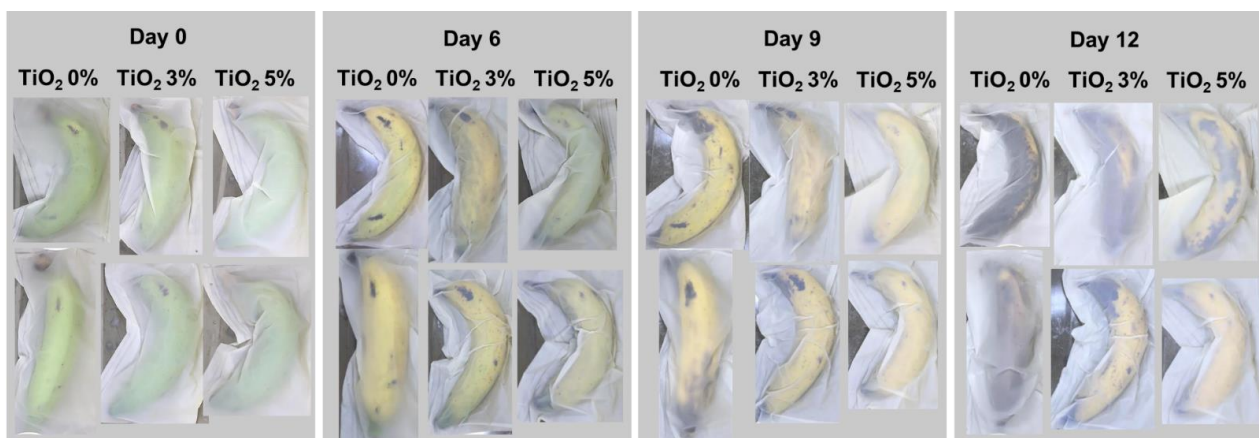 Day 0
TiO₂ 0% TiO₂ 3% TiO₂ 5%
Day 6
TiO₂ 0% TiO₂ 3% TiO₂ 5%
Day 9
TiO₂ 0% TiO₂ 3% TiO₂ 5%
Day 12
TiO₂ 0% TiO₂ 3% TiO₂ 5%